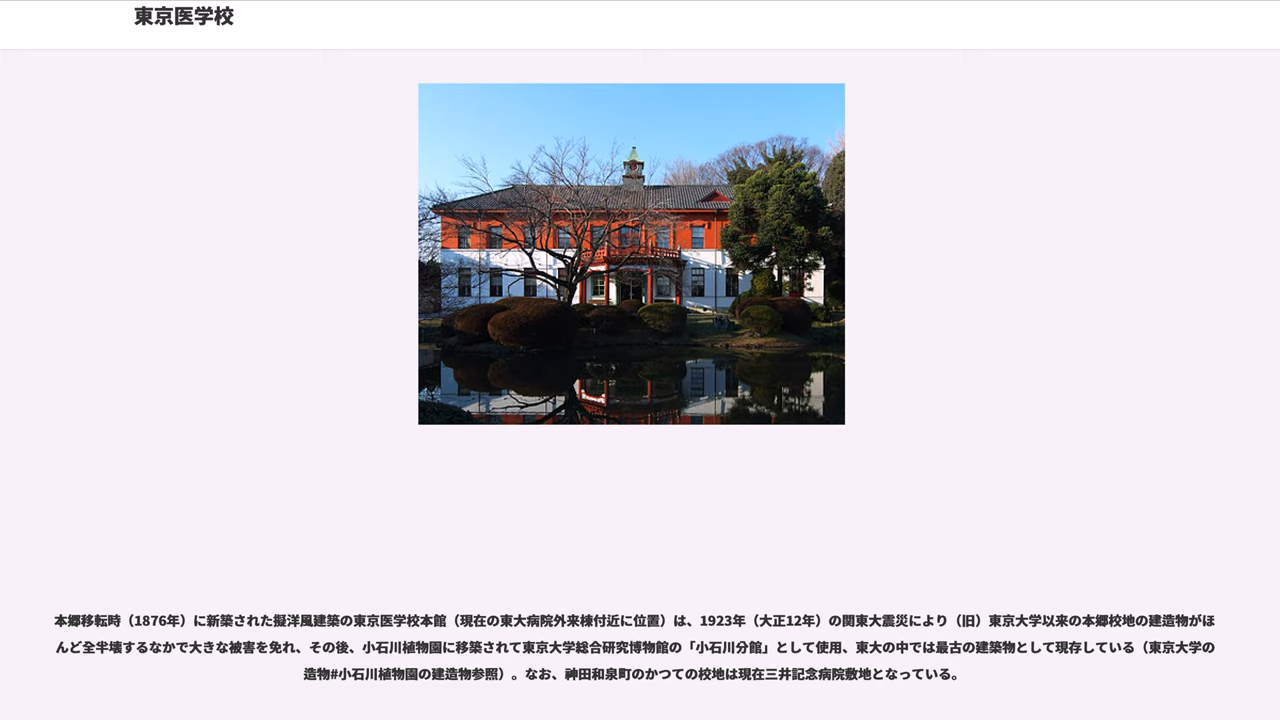 東京医学校
本郷移転時（1876年）に新築された擬洋風建築の東京医学校本館（現在の東大病院外来棟付近に位置）は、1923年（大正12年）の関東大震災により（旧）東京大学以来の本郷校地の建造物がほ
んど全半壊するなかで大きな被害を免れ、その後、小石川植物園に移築されて東京大学総合研究博物館の「小石川分館」として使用、東大の中では最古の建築物として現存している（東京大学の
造物#小石川植物園の建造物参照）。なお、神田和泉町のかつての校地は現在三井記念病院敷地となっている。